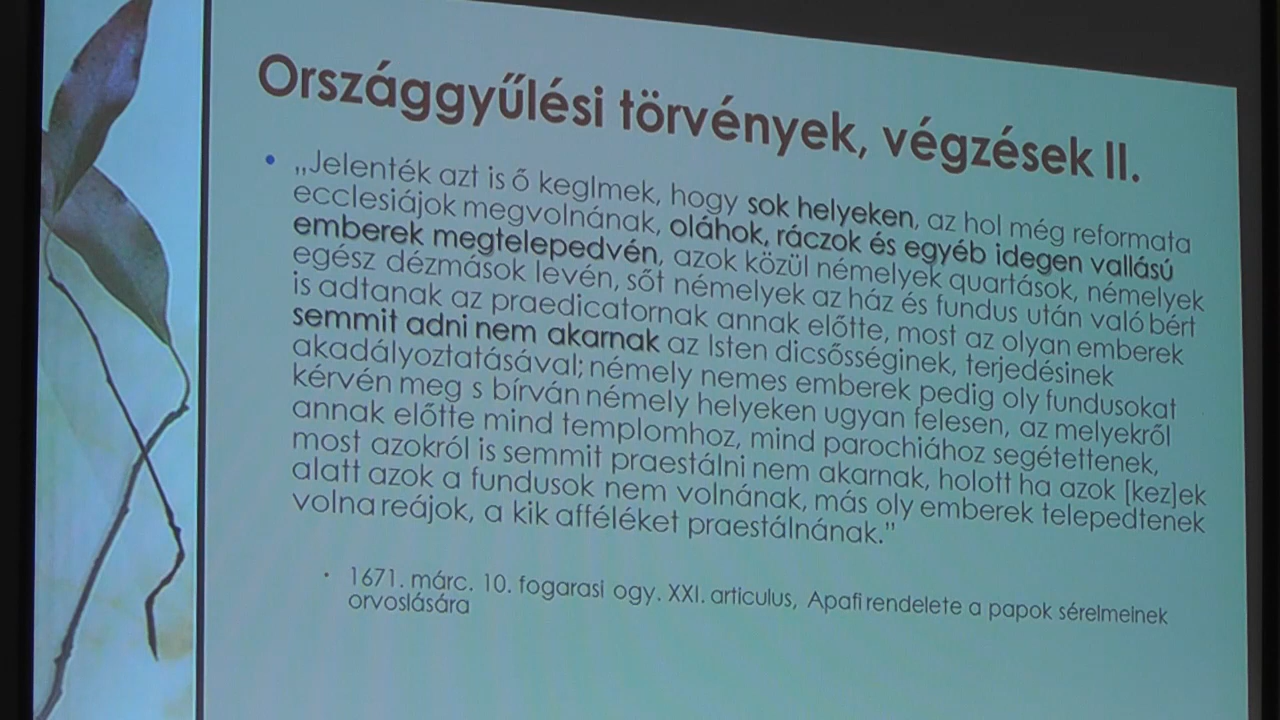 Országgyűlési törvények, végzések II.
• „Jelenték azt is ő keglmek, hogy sok helyeken, az hol még reformata
ecclesiájok megvolnának, oláhok, ráczok és egyéb idegen vallású
emberek megtelepedvén, azok közül némelyek quartások, némelyek
egész dézmások levén, sőt némelyek az ház és fundus után való bért
is adtanak az praedicatornak annak előtte, most az olyan emberek
semmit adni nem akarnak az Isten dicsősséginek, terjedésinek
akadályoztatásával; némely nemes emberek pedig oly fundusokat
kérvén meg s bírván némely helyeken ugyan felesen, az melyekről
annak előtte mind templomhoz, mind parochiához segétettenek,
most azokról is semmit praestálni nem akarnak, holott ha azok [kez]ek
alatt azok a fundusok nem volnának, más oly emberek telepedtenek
volna reájok, a kik afféléket praestálnának."
• 1671. márc. 10. fogarasi ogy. XXI. articulus, Apafi rendelete a papok sérelmeinek
orvoslására